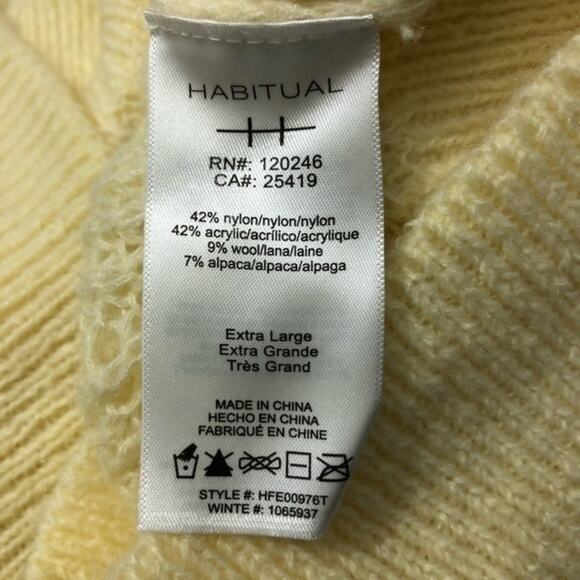 HABITUAL
RN#: 120246
CA#: 25419
42% nylon/nylon/nylon
42% acrylic/acrílico/acrylique
9% wool/lana/laine
7% alpaca/alpaca/alpaga
Extra Large
Extra Grande
Très Grand
MADE IN CHINA
HECHO EN CHINA
FABRIQUÉ EN CHINE
STYLE #: HFE00976T
WINTE #: 1065937